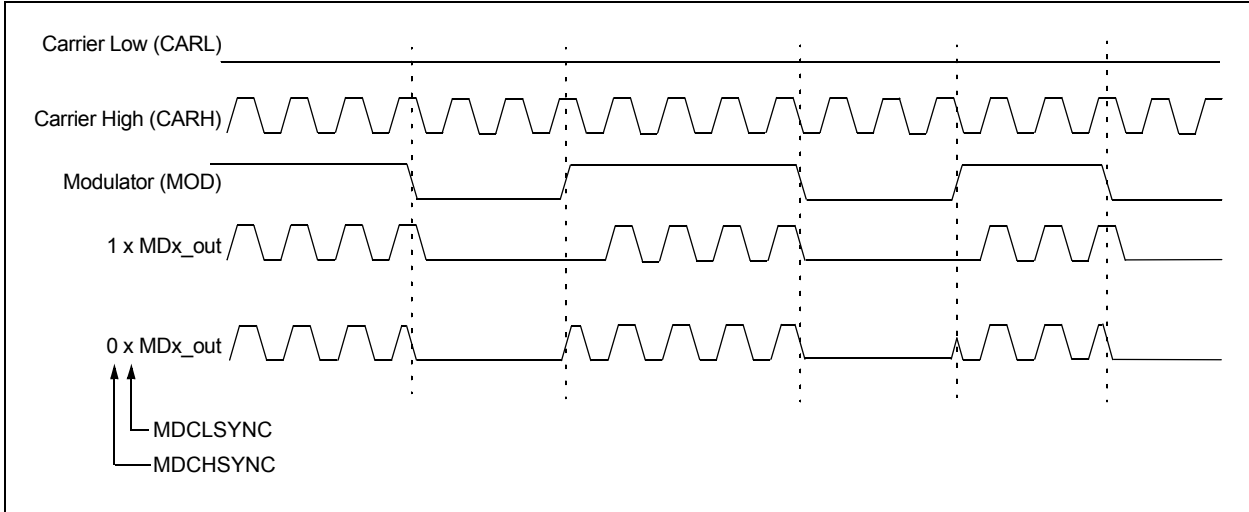 Carrier Low (CARL)
Carrier High (CARH)
Modulator (MOD)
1 x MDx_out
0 x MDx_out
MDCLSYNC
MDCHSYNC